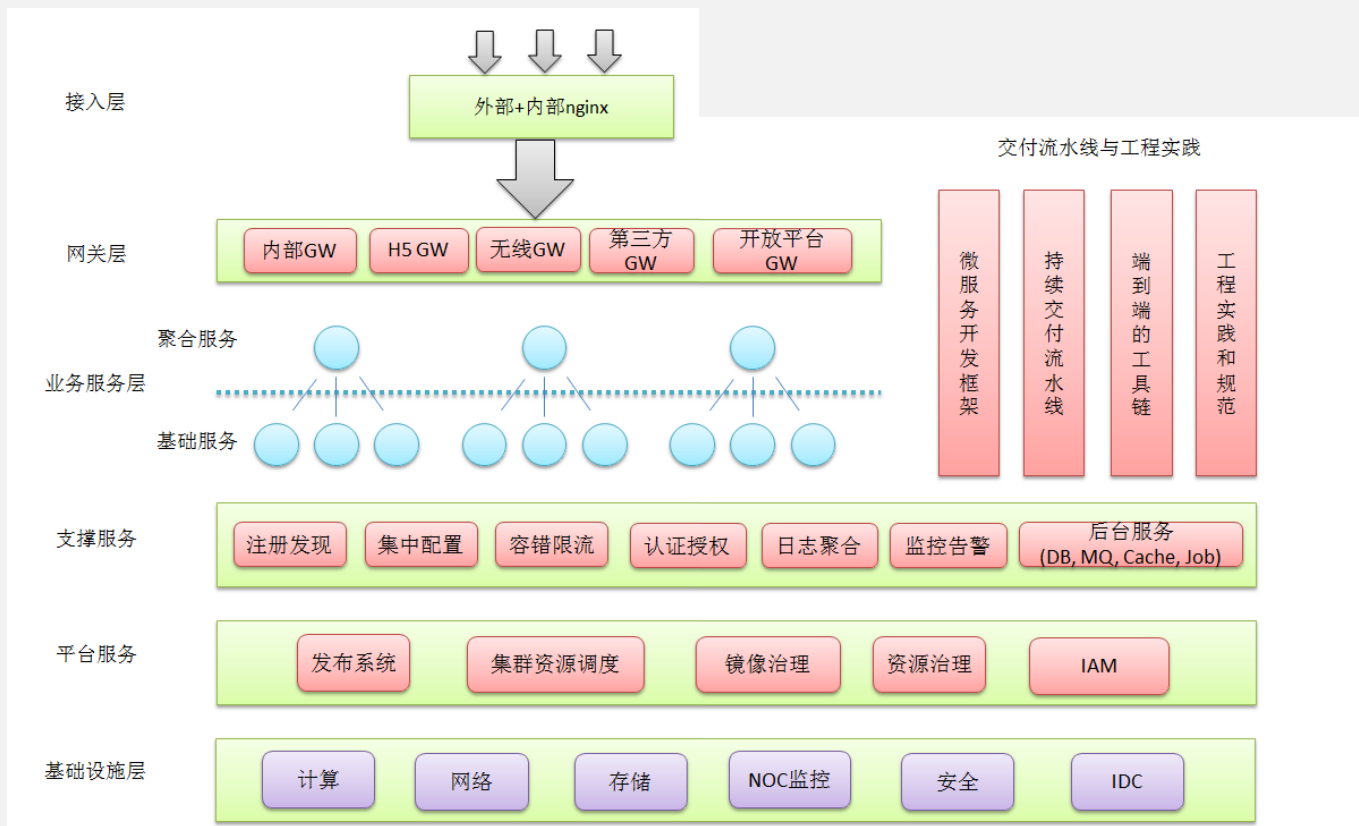 接入层
外部+内部nginx
交付流水线与工程实践
网关层
内部GW
H5 GW
无线GW
第三方
GW
开放平台
GW
微服务开发框架
持续交付流水线
端到端的工具链
工程实践和规范
聚合服务
业务服务层
基础服务
支撑服务
注册发现
集中配置
容错限流
认证授权
日志聚合
监控告警
后台服务
(DB, MQ, Cache, Job)
平台服务
发布系统
集群资源调度
镜像治理
资源治理
IAM
基础设施层
计算
网络
存储
NOC监控
安全
IDC